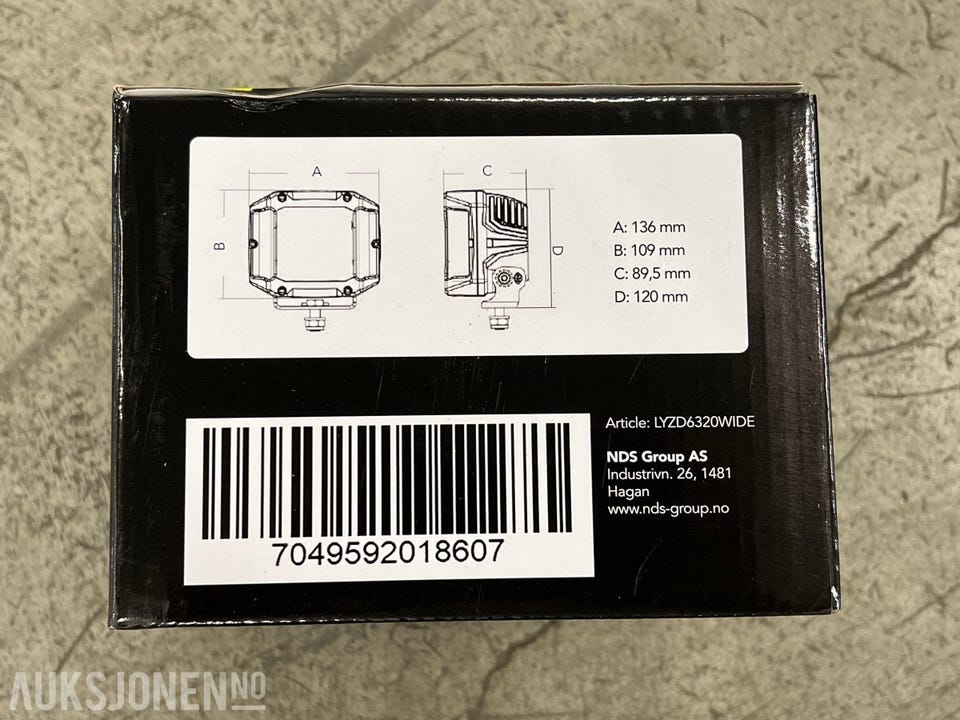 A
C
B
D
A: 136 mm
B: 109 mm
C: 89,5 mm
D: 120 mm
Article: LYZD6320WIDE
NDS Group AS
Industrivn. 26, 1481
Hagan
www.nds-group.no
7049592018607
AUKSJONEN.NO